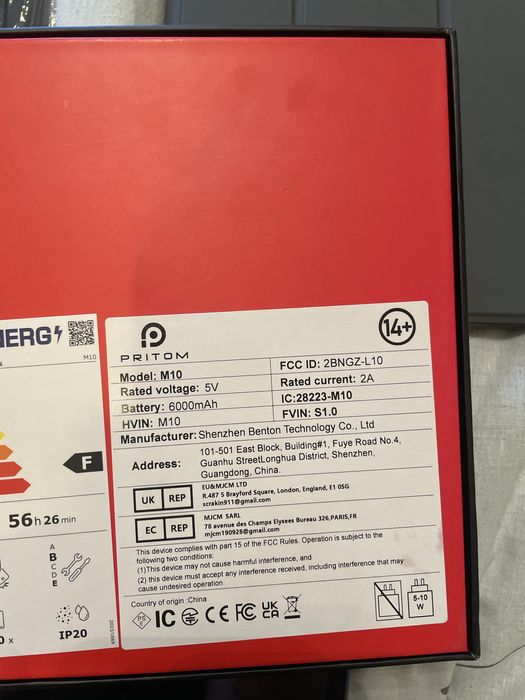 ENERG
M10
F
56 h 26 min
A
B
C
D
E
IP20
2023/1669
PRITOM
14+
Model: M10
FCC ID: 2BNGZ-L10
Rated voltage: 5V
Rated current: 2A
Battery: 6000mAh
IC:28223-M10
HVIN: M10
FVIN: S1.0
Manufacturer: Shenzhen Benton Technology Co., Ltd
Address:
101-501 East Block, Building#1, Fuye Road No.4,
Guanhu StreetLonghua District, Shenzhen,
Guangdong, China.
UK REP
EU&MJCM LTD
R.487 5 Brayford Square, London, England, E1 0SG
scrakin911@gmail.com
EC REP
MJCM SARL
78 avenue des Champs Elysees Bureau 326,PARIS,FR
mjcm190928@gmail.com
This device complies with part 15 of the FCC Rules. Operation is subject to the
following two conditions:
(1)This device may not cause harmful interference, and
(2) this device must accept any interference received, including interference that may
cause undesired operation
Country of origin :China
PS
E
IC
CE
FC
UK
CA
5-10
W